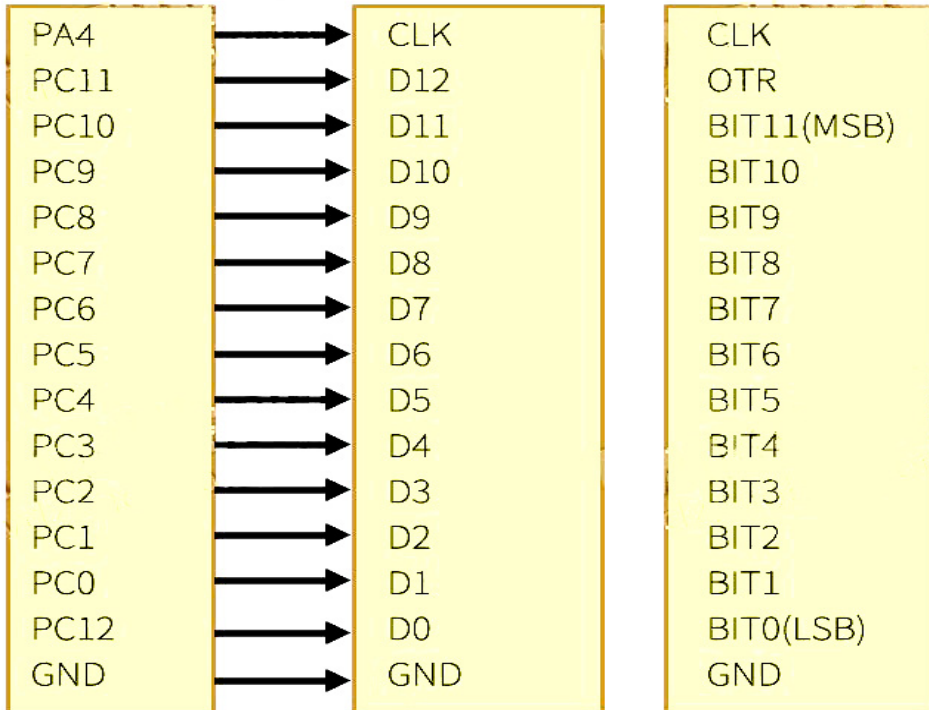 PA4 CLK CLK
PC11 D12 OTR
PC10 D11 BIT11(MSB)
PC9 D10 BIT10
PC8 D9 BIT9
PC7 D8 BIT8
PC6 D7 BIT7
PC5 D6 BIT6
PC4 D5 BIT5
PC3 D4 BIT4
PC2 D3 BIT3
PC1 D2 BIT2
PC0 D1 BIT1
PC12 D0 BIT0(LSB)
GND GND GND